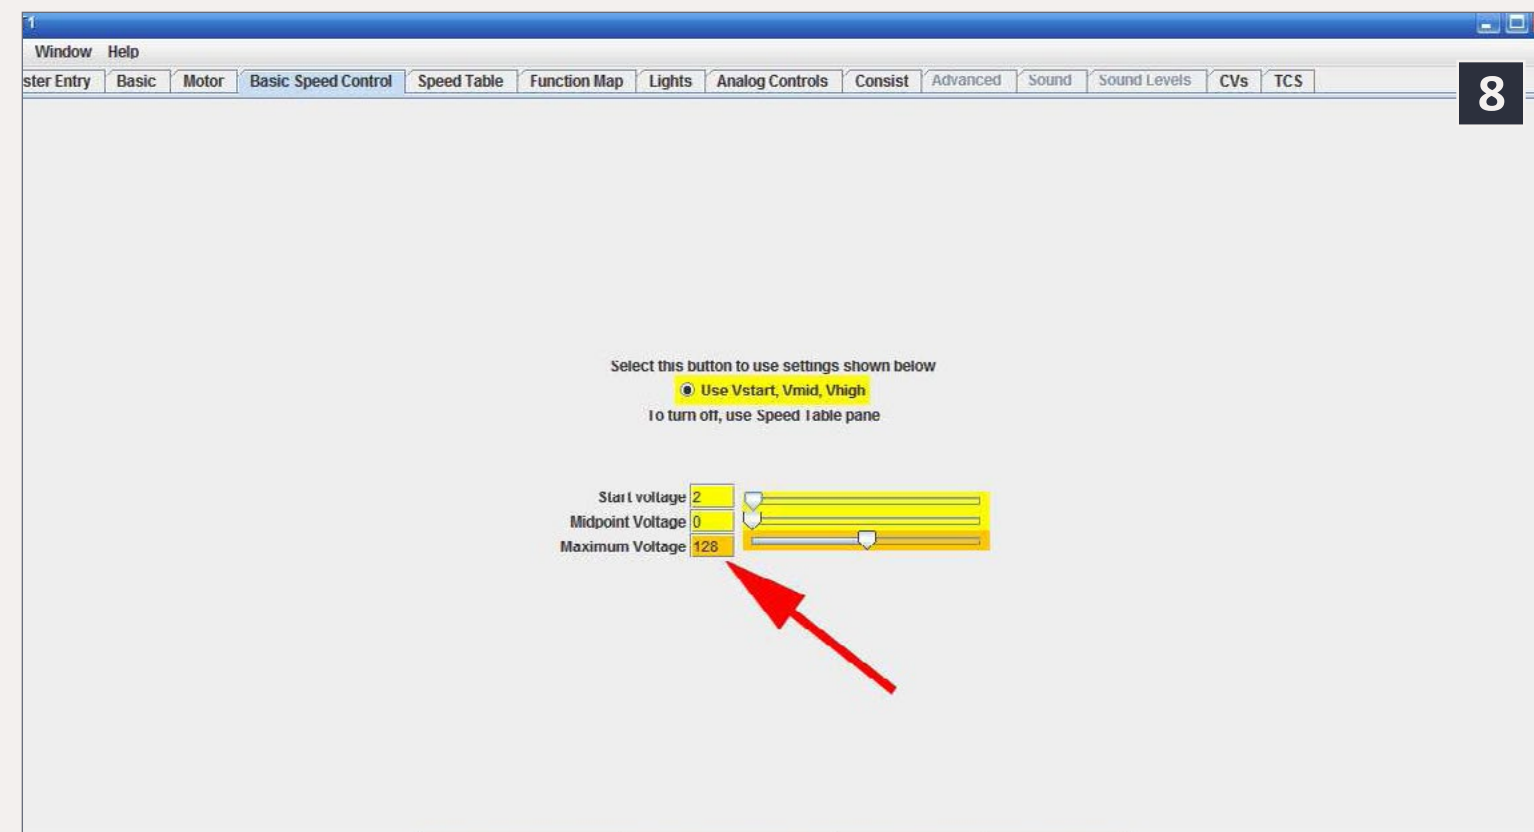 Window Help
ster Entry Basic Motor Basic Speed Control Speed Table Function Map Lights Analog Controls Consist Advanced Sound Sound Levels CVs TCS
8
Select this button to use settings shown below
Use Vstart, Vmid, Vhigh
To turn off, use Speed Table pane
Start voltage 2
Midpoint Voltage 0
Maximum Voltage 128